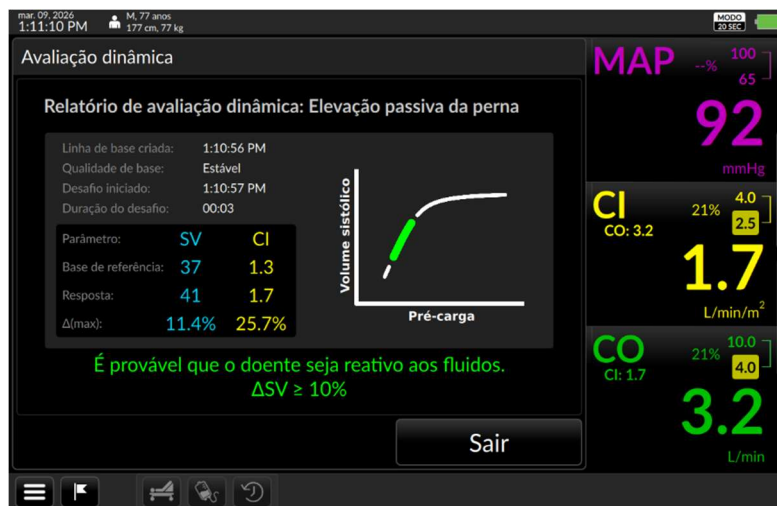 mar. 09, 2026
1:11:10 PM
M, 77 anos
177 cm, 77 kg
MODO
20 SEC
Avaliação dinâmica
Relatório de avaliação dinâmica: Elevação passiva da perna
Linha de base criada: 1:10:56 PM
Qualidade de base: Estável
Desafio iniciado: 1:10:57 PM
Duração do desafio: 00:03
Parâmetro: SV CI
Base de referência: 37 1.3
Resposta: 41 1.7
Δ(max): 11.4% 25.7%
Volume sistólico
Pré-carga
É provável que o doente seja reativo aos fluidos.
ΔSV ≥ 10%
Sair
MAP --% 100
65
92
mmHg
CI 21% 4.0
CO: 3.2 2.5
1.7
L/min/m²
CO 21% 10.0
CI: 1.7 4.0
3.2
L/min